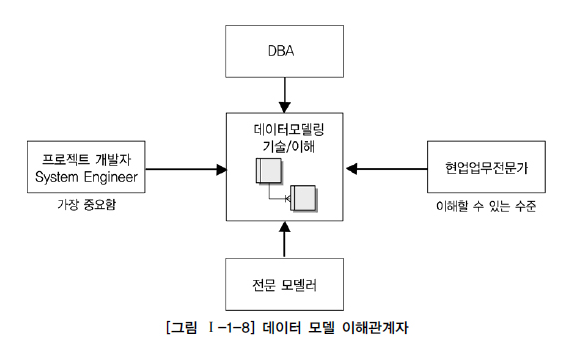 DBA
데이터모델링
기술/이해
프로젝트 개발자
System Engineer
가장 중요함
현업업무전문가
이해할 수 있는 수준
전문 모델러
[그림 Ⅰ-1-8] 데이터 모델 이해관계자